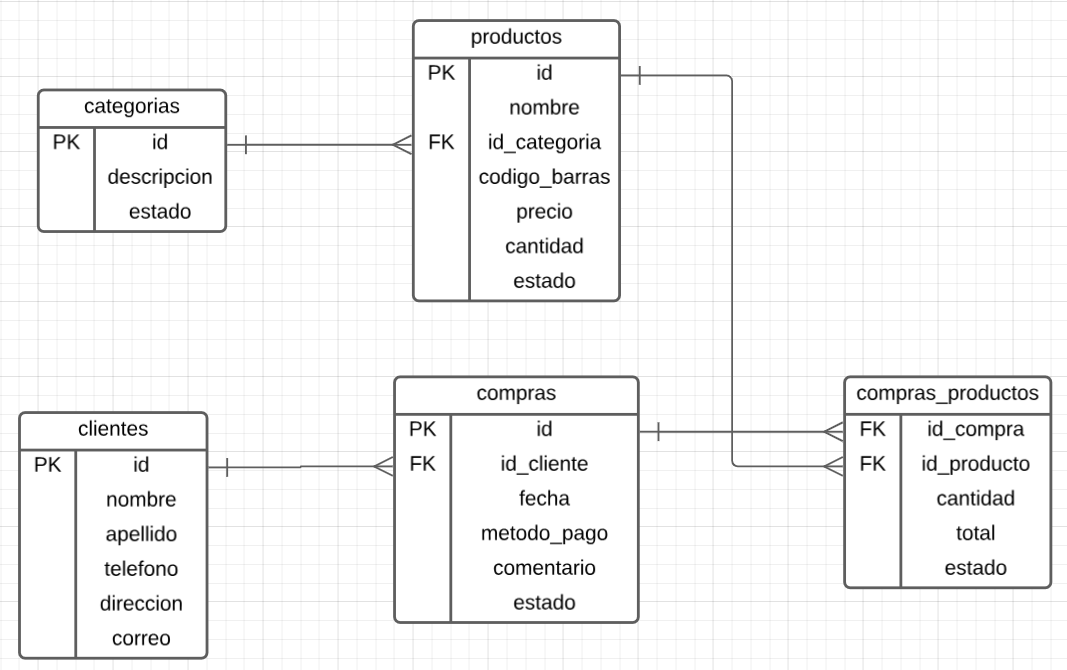 productos
PK id
nombre
FK id_categoria
codigo_barras
precio
cantidad
estado
categorias
PK id
descripcion
estado
clientes
PK id
nombre
apellido
telefono
direccion
correo
compras
PK id
FK id_cliente
fecha
metodo_pago
comentario
estado
compras_productos
FK id_compra
FK id_producto
cantidad
total
estado